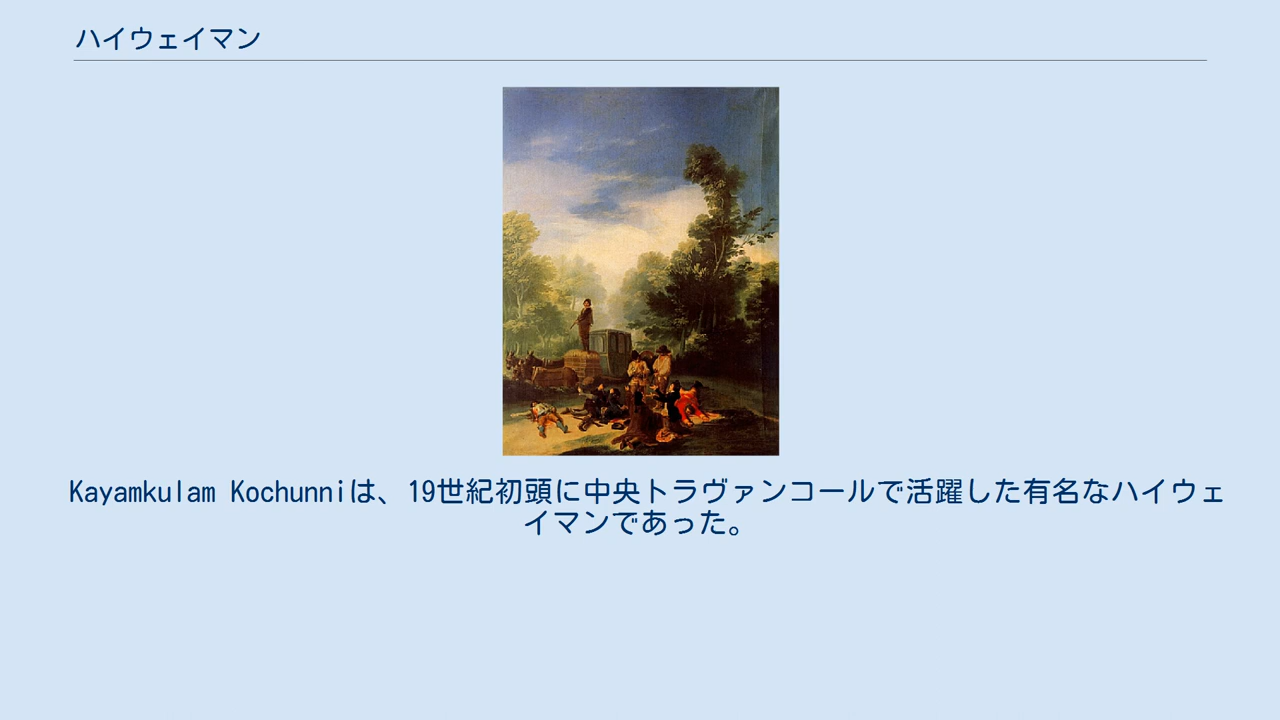 ハイウェイマン
Kayamkulam Kochunniは、19世紀初頭に中央トラヴァンコールで活躍した有名なハイウェ
イマンであった。